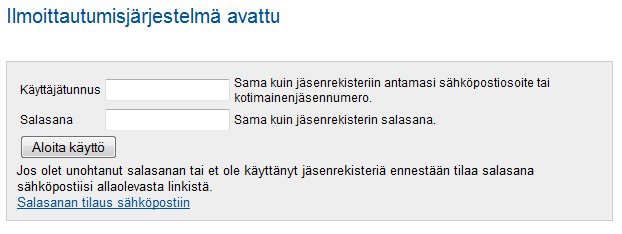 Ilmoittautumisjärjestelmä avattu
Käyttäjätunnus
Sama kuin jäsenrekisteriin antamasi sähköpostiosoite tai
kotimainenjäsennumero.
Salasana
Sama kuin jäsenrekisterin salasana.
Aloita käyttö
Jos olet unohtanut salasanan tai et ole käyttänyt jäsenrekisteriä ennestään tilaa salasana
sähköpostiisi allaolevasta linkistä.
Salasanan tilaus sähköpostiin